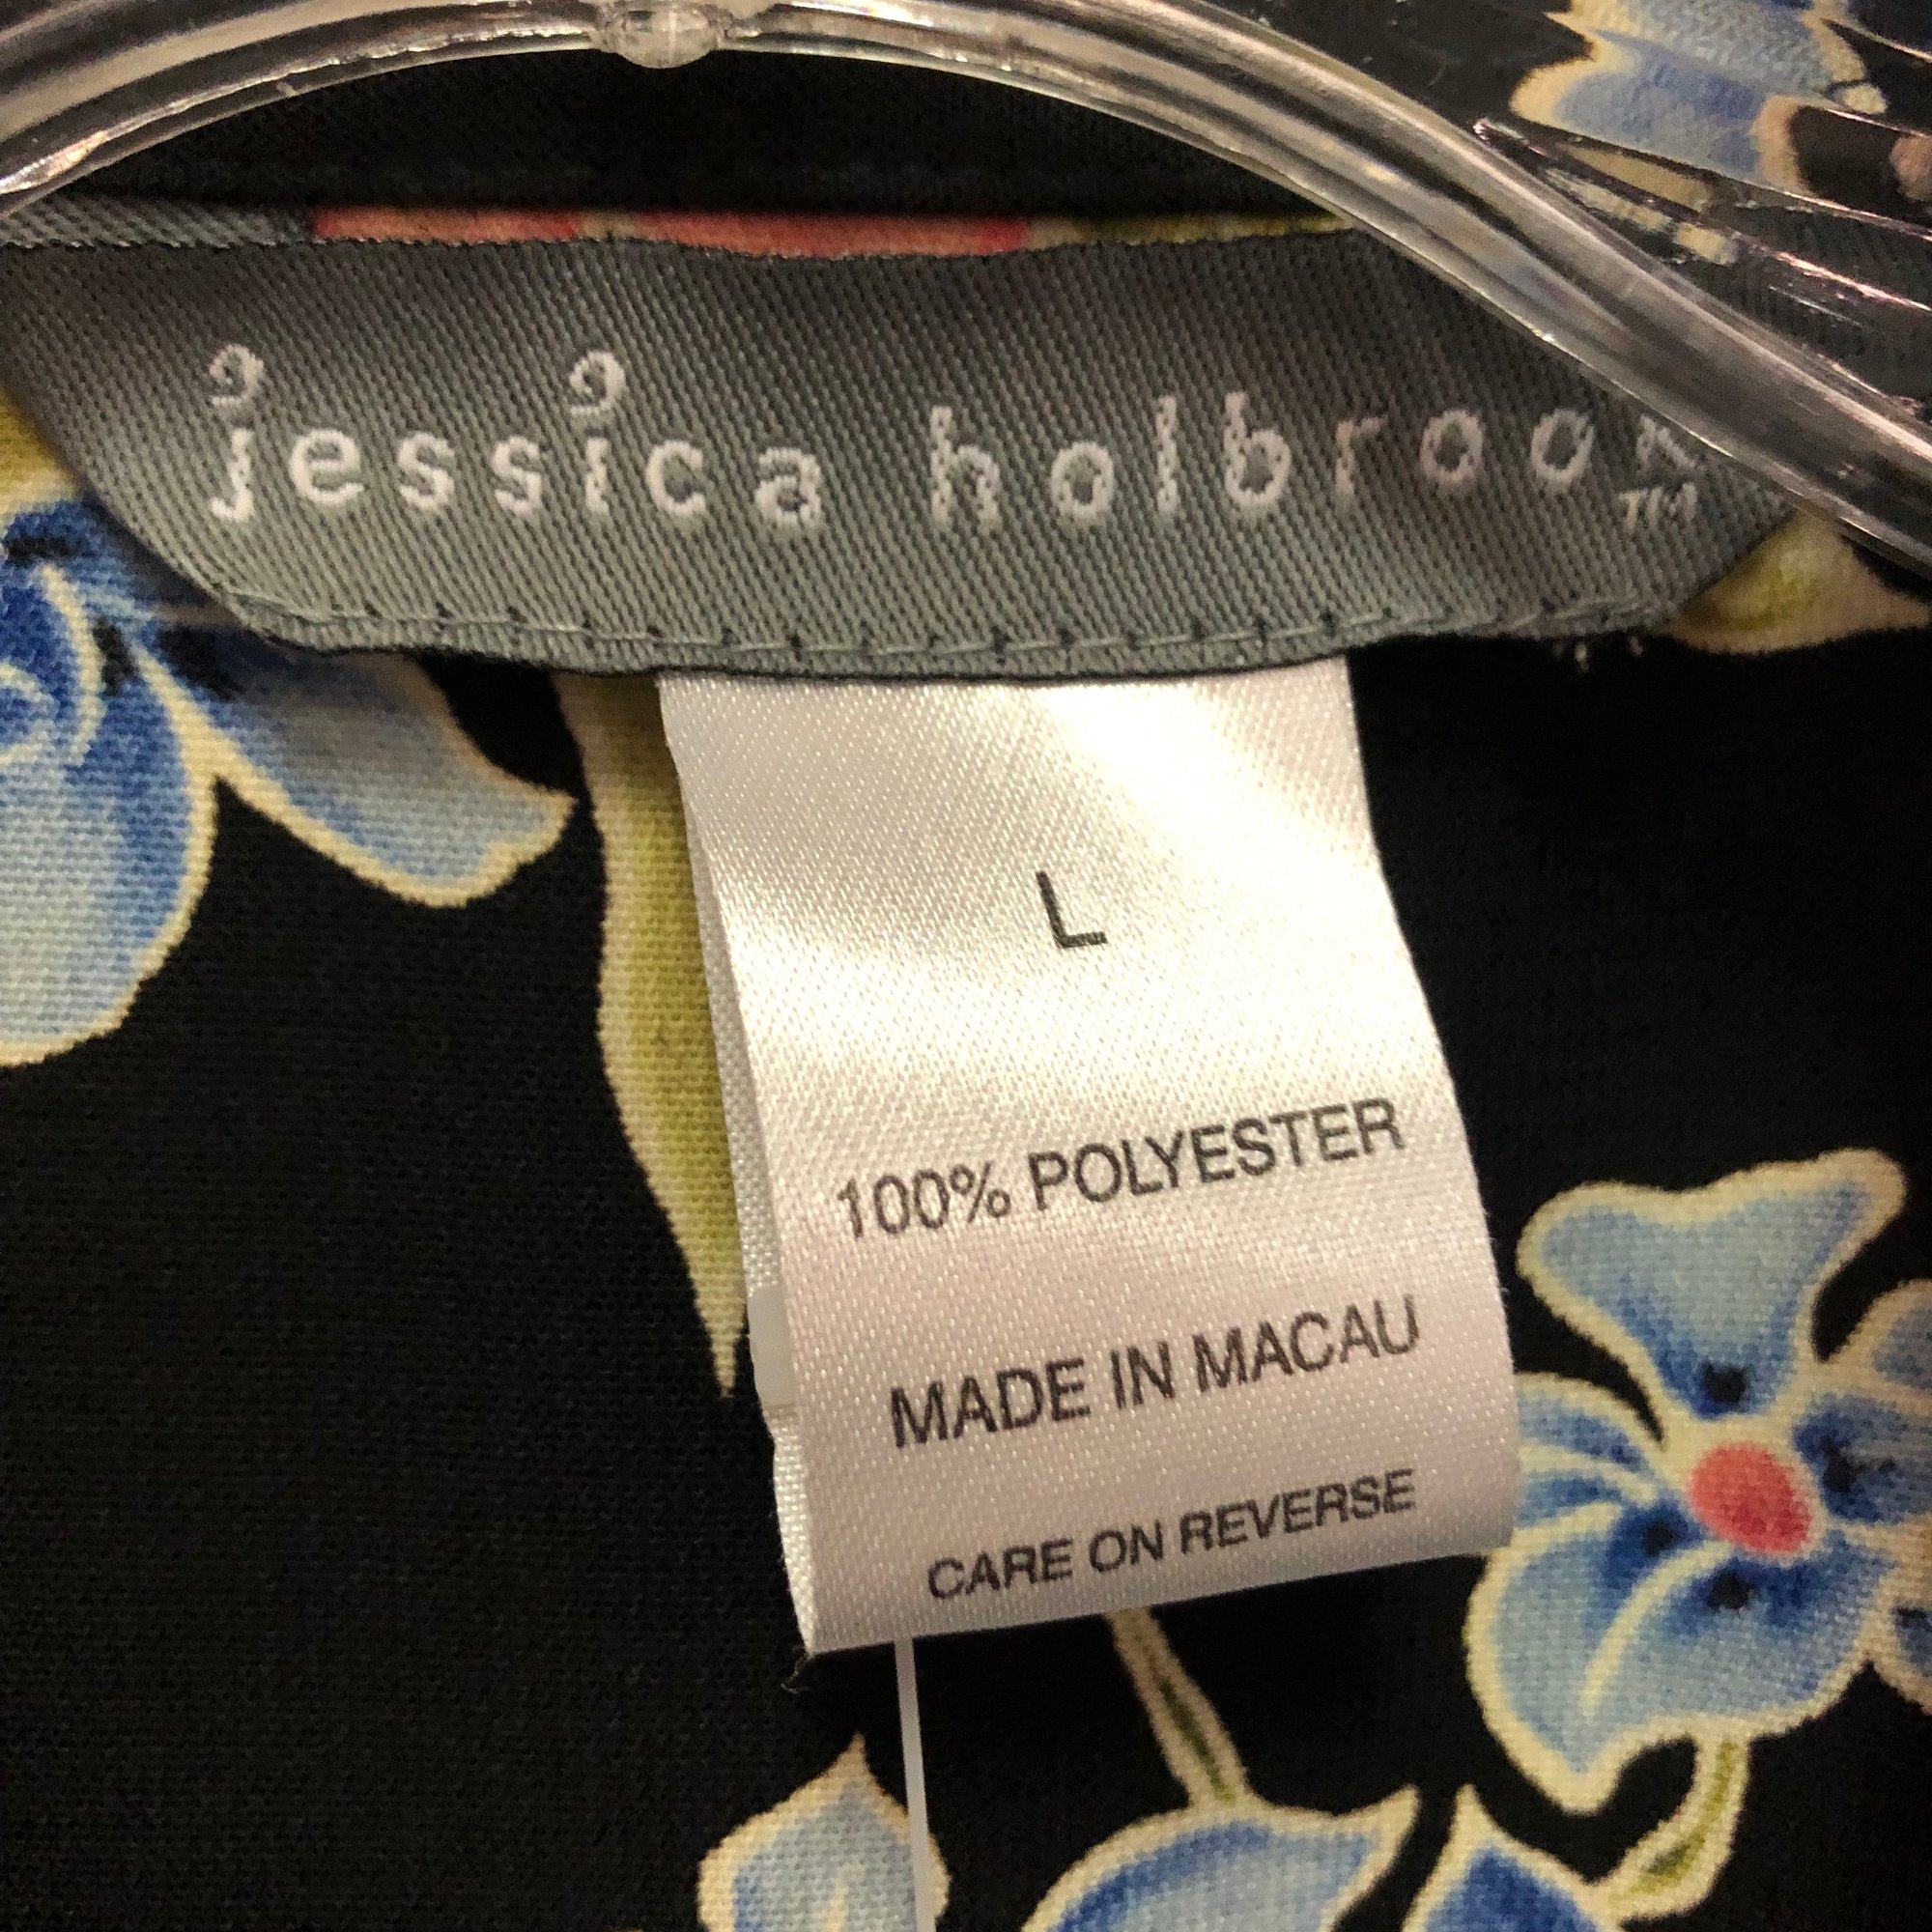 jessica holbrook TM
L
100% POLYESTER
MADE IN MACAU
CARE ON REVERSE